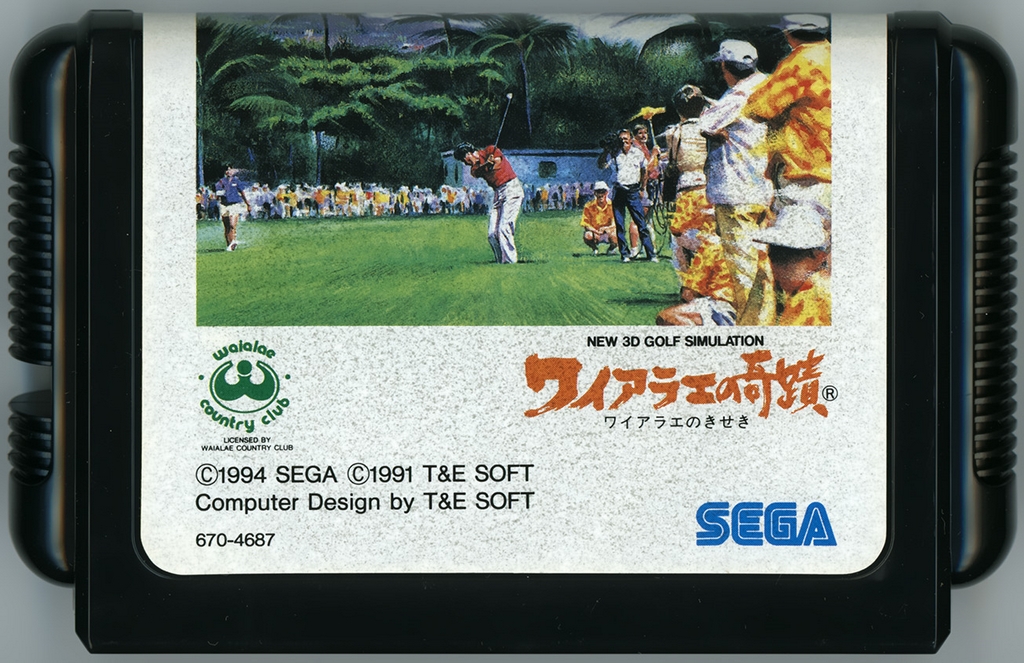 NEW 3D GOLF SIMULATION
ワイアラエの奇蹟®
ワイアラエのきせき
waialae
country club
LICENSED BY
WAIALAE COUNTRY CLUB
©1994 SEGA ©1991 T&E SOFT
Computer Design by T&E SOFT
670-4687
SEGA